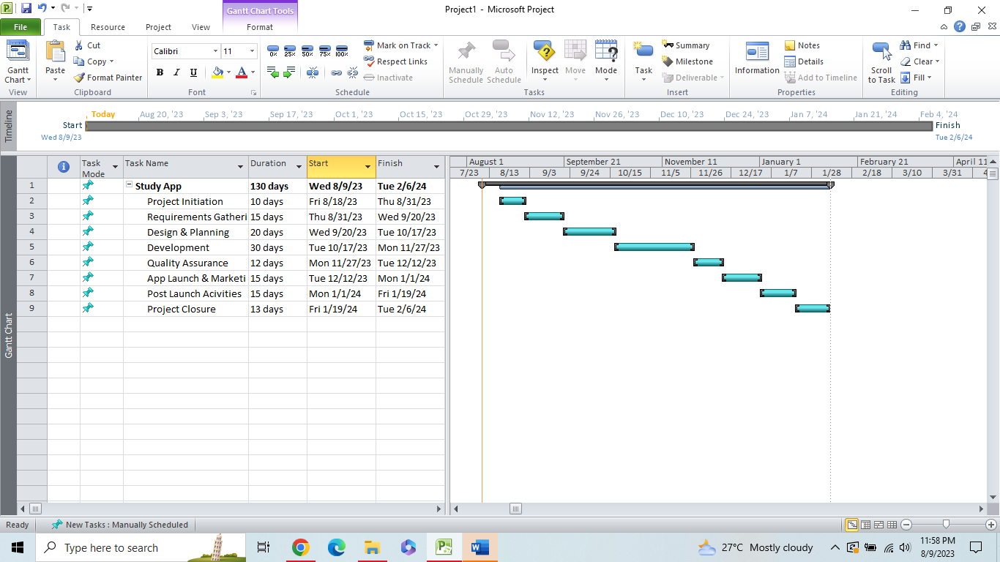 Project1 - Microsoft Project
Gantt Chart Tools
File Task Resource Project View Format
Gantt Chart
View
Paste
Cut
Copy
Format Painter
Clipboard
Calibri 11
B I U A
Font
0% 25% 50% 75% 100%
Mark on Track
Respect Links
Inactivate
Schedule
Manually Schedule
Auto Schedule
Inspect
Move
Mode
Tasks
Task
Summary
Milestone
Deliverable
Insert
Information
Notes
Details
Add to Timeline
Properties
Scroll to Task
Find
Clear
Fill
Editing
Timeline
Today Aug 20, '23 Sep 3, '23 Sep 17, '23 Oct 1, '23 Oct 15, '23 Oct 29, '23 Nov 12, '23 Nov 26, '23 Dec 10, '23 Dec 24, '23 Jan 7, '24 Jan 21, '24 Feb 4, '24
Start
Wed 8/9/23
Finish
Tue 2/6/24
Gantt Chart
Task Mode Task Name Duration Start Finish
1 Study App 130 days Wed 8/9/23 Tue 2/6/24
2 Project Initiation 10 days Fri 8/18/23 Thu 8/31/23
3 Requirements Gatheri 15 days Thu 8/31/23 Wed 9/20/23
4 Design & Planning 20 days Wed 9/20/23 Tue 10/17/23
5 Development 30 days Tue 10/17/23 Mon 11/27/23
6 Quality Assurance 12 days Mon 11/27/23 Tue 12/12/23
7 App Launch & Marketi 15 days Tue 12/12/23 Mon 1/1/24
8 Post Launch Acivities 15 days Mon 1/1/24 Fri 1/19/24
9 Project Closure 13 days Fri 1/19/24 Tue 2/6/24
August 1 September 21 November 11 January 1 February 21 April 11
7/23 8/13 9/3 9/24 10/15 11/5 11/26 12/17 1/7 1/28 2/18 3/10 3/31 4
Ready New Tasks : Manually Scheduled
Type here to search
27°C Mostly cloudy
11:58 PM
8/9/2023